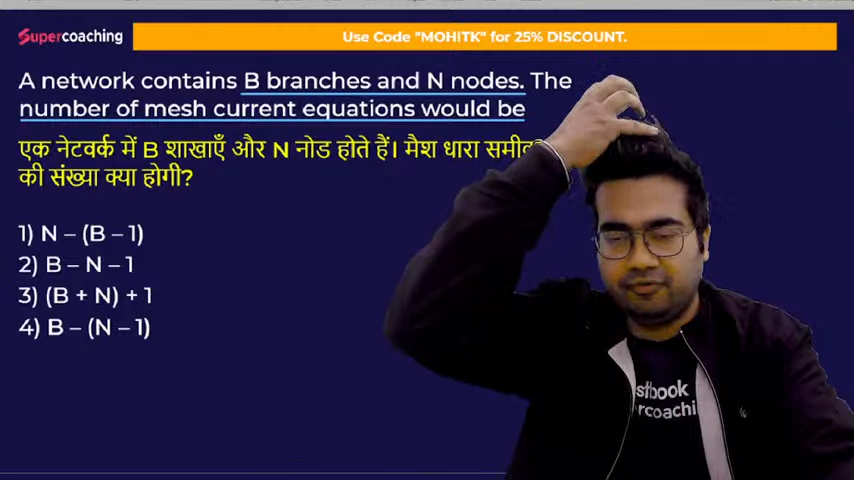 Supercoaching
Use Code "MOHITK" for 25% DISCOUNT.
A network contains B branches and N nodes. The
number of mesh current equations would be
एक नेटवर्क में B शाखाएँ और N नोड होते हैं। मैश धारा
की संख्या क्या होगी?
1) N – (B – 1)
2) B – N – 1
3) (B + N) + 1
4) B – (N – 1)